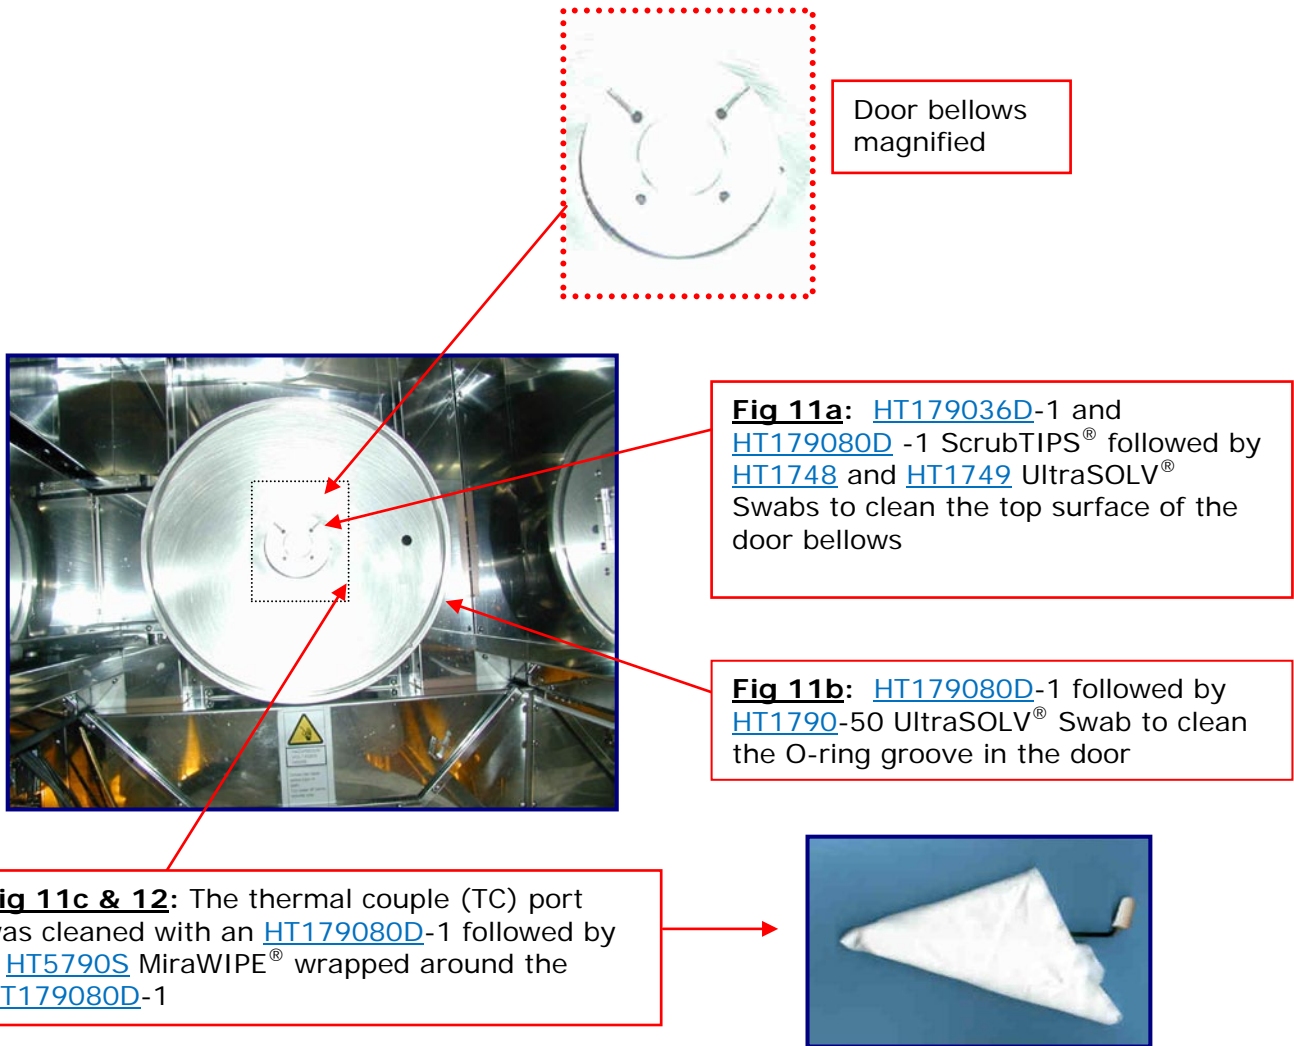 Door bellows
magnified
Fig 11a: HT179036D-1 and
HT179080D -1 ScrubTIPS® followed by
HT1748 and HT1749 UltraSOLV®
Swabs to clean the top surface of the
door bellows
Fig 11b: HT179080D-1 followed by
HT1790-50 UltraSOLV® Swab to clean
the O-ring groove in the door
ig 11c & 12: The thermal couple (TC) port
was cleaned with an HT179080D-1 followed by
HT5790S MiraWIPE® wrapped around the
HT179080D-1